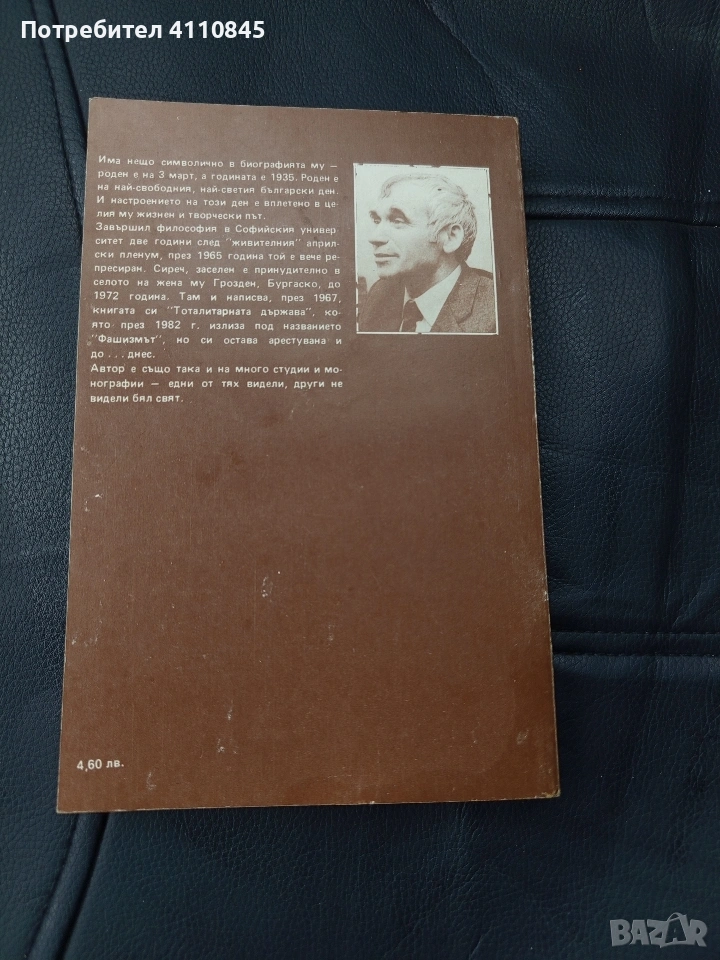 Потребител 4110845
Има нещо символично в биографията му —
роден е на 3 март, а годината е 1935. Роден е
на най-свободния, най-светия български ден.
И настроението на този ден е вплетено в це-
лия му жизнен и творчески път.
Завършил философия в Софийския универ-
ситет две години след "живителния" април-
ски пленум, през 1965 година той е вече ре-
песиран. Сиреч, заселен е принудително в
селото на жена му Грозден, Бургаско, до
1972 година. Там и написва, през 1967,
книгата си "Тоталитарната държава", ко-
ято през 1982 г. излиза под названието
"Фашизмът", но си остава арестувана и
до . . . днес.
Автор е също така и на много студии и мо-
нографии — едни от тях видели, други не
видели бял свят.
4,60 лв.
BAZAR